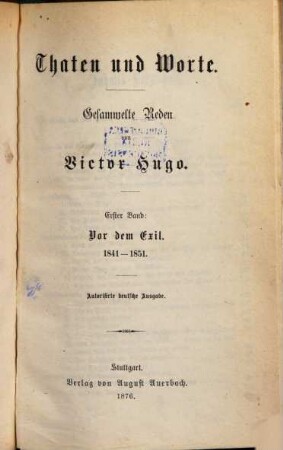 Thaten und Worte.
Gesammelte Reden
Victor Hugo.
Erster Band:
Vor dem Exil.
1841—1851.
Autorisirte deutsche Ausgabe.
Stuttgart.
Verlag von August Auerbach.
1876.